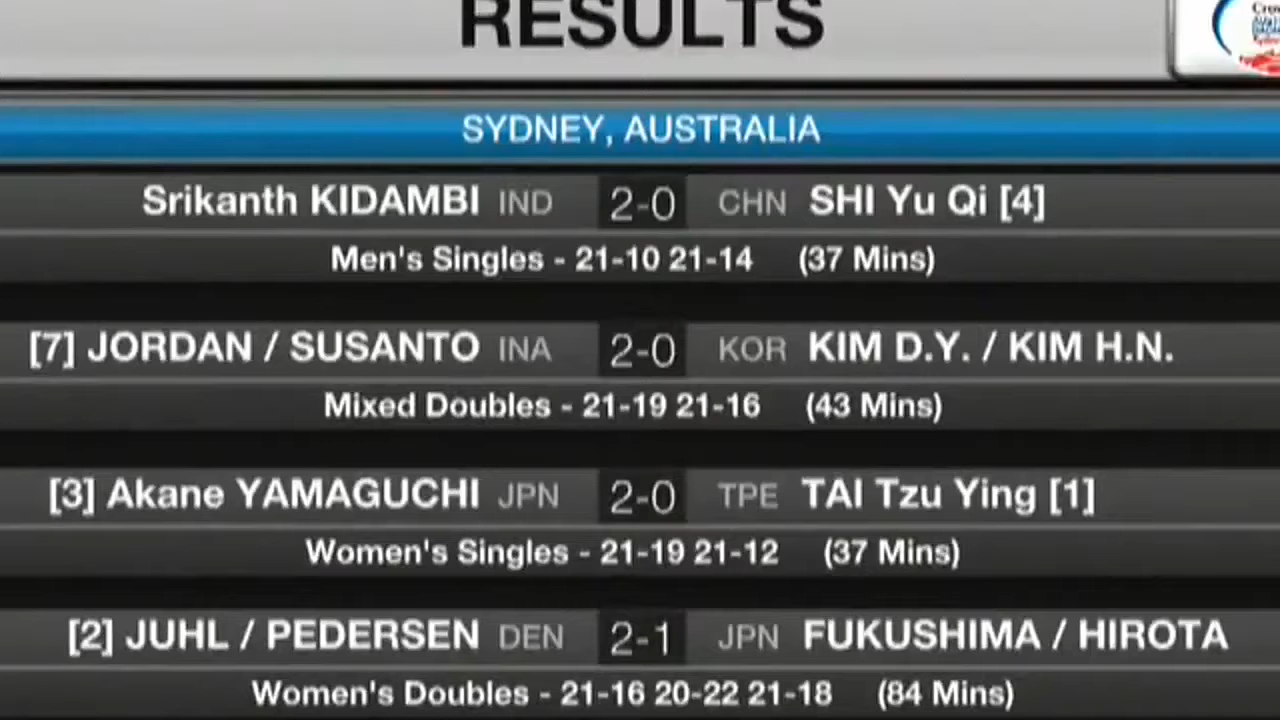 RESULTS
SYDNEY, AUSTRALIA
Srikanth KIDAMBI IND 2-0 CHN SHI Yu Qi [4]
Men's Singles - 21-10 21-14 (37 Mins)
[7] JORDAN / SUSANTO INA 2-0 KOR KIM D.Y. / KIM H.N.
Mixed Doubles - 21-19 21-16 (43 Mins)
[3] Akane YAMAGUCHI JPN 2-0 TPE TAI Tzu Ying [1]
Women's Singles - 21-19 21-12 (37 Mins)
[2] JUHL / PEDERSEN DEN 2-1 JPN FUKUSHIMA / HIROTA
Women's Doubles - 21-16 20-22 21-18 (84 Mins)